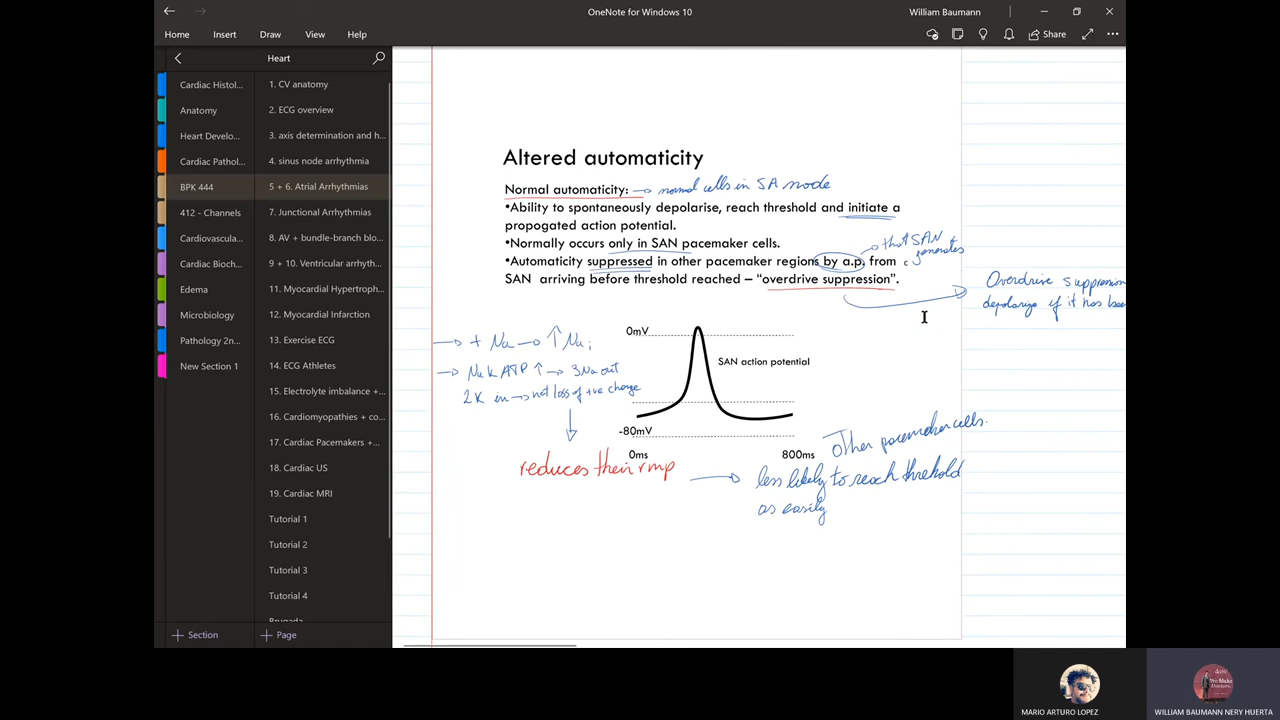 OneNote for Windows 10
William Baumann
Home Insert Draw View Help
Share
Heart
Cardiac Histol...
Anatomy
Heart Develo...
Cardiac Pathol...
BPK 444
412 - Channels
Cardiovascula...
Cardiac Bioch...
Edema
Microbiology
Pathology 2n...
New Section 1
1. CV anatomy
2. ECG overview
3. axis determination and h...
4. sinus node arrhythmia
5 + 6. Atrial Arrhythmias
7. Junctional Arrhythmias
8. AV + bundle-branch blo...
9 + 10. Ventricular arrhyth...
11. Myocardial Hypertroph...
12. Myocardial Infarction
13. Exercise ECG
14. ECG Athletes
15. Electrolyte imbalance +...
16. Cardiomyopathies + co...
17. Cardiac Pacemakers +...
18. Cardiac US
19. Cardiac MRI
Tutorial 1
Tutorial 2
Tutorial 3
Tutorial 4
Brugada
+ Section
+ Page
Altered automaticity
Normal automaticity: → normal cells in SA node
•Ability to spontaneously depolarise, reach threshold and initiate a
propogated action potential.
•Normally occurs only in SAN pacemaker cells.
that SAN
generates
•Automaticity suppressed in other pacemaker regions by a.p. from
SAN arriving before threshold reached – “overdrive suppression”.
Overdrive suppression
depolarize if it has been
0mV
SAN action potential
-80mV
0ms
800ms
→ + Na → ↑ Nai
→ Na K ATP ↑ → 3Na out
2K in → net loss of +ve charge
reduces their rmp
Other pacemaker cells.
less likely to reach threkold
as easily
MARIO ARTURO LOPEZ
WILLIAM BAUMANN NERY HUERTA